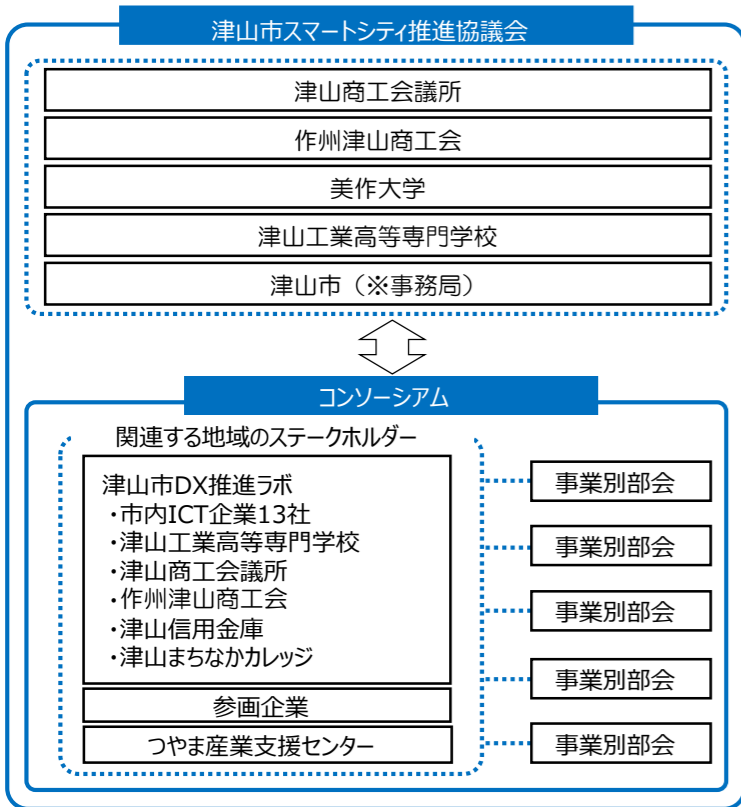 津山市スマートシティ推進協議会
津山商工会議所
作州津山商工会
美作大学
津山工業高等専門学校
津山市（※事務局）
コンソーシアム
関連する地域のステークホルダー
津山市DX推進ラボ
・市内ICT企業13社
・津山工業高等専門学校
・津山商工会議所
・作州津山商工会
・津山信用金庫
・津山まちなかカレッジ
参画企業
つやま産業支援センター
事業別部会
事業別部会
事業別部会
事業別部会
事業別部会